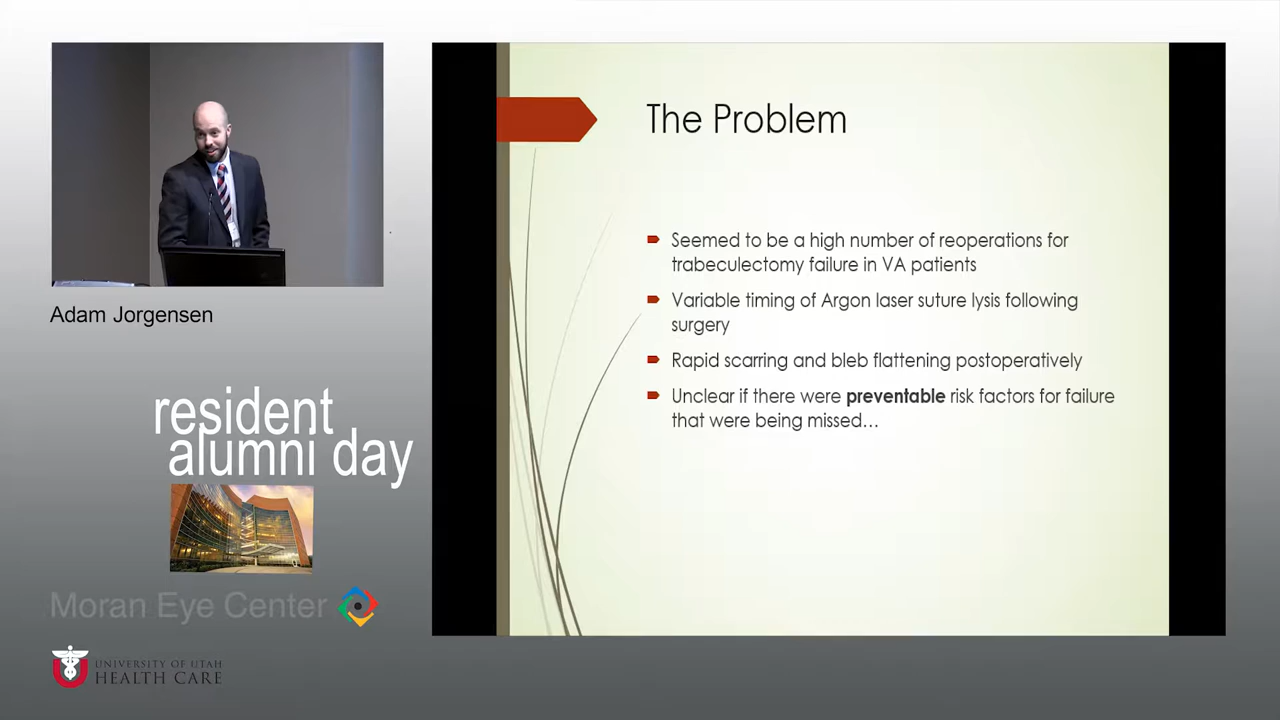 Adam Jorgensen
resident
alumni day
Moran Eye Center
UNIVERSITY OF UTAH
HEALTH CARE
The Problem
Seemed to be a high number of reoperations for
trabeculectomy failure in VA patients
Variable timing of Argon laser suture lysis following
surgery
Rapid scarring and bleb flattening postoperatively
Unclear if there were preventable risk factors for failure
that were being missed…